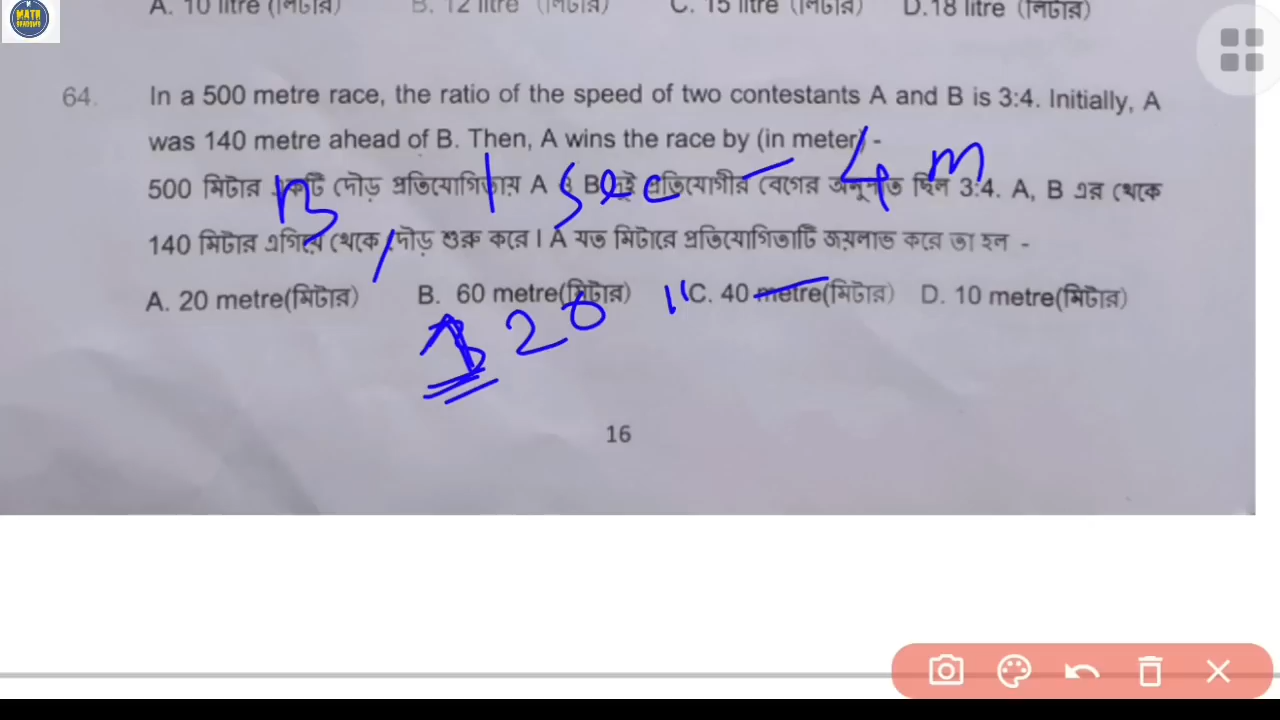 MATH
A. 10 litre (লিটার) B. 12 litre (লিটার) C. 15 litre (লিটার) D.18 litre (লিটার)
64. In a 500 metre race, the ratio of the speed of two contestants A and B is 3:4. Initially, A
was 140 metre ahead of B. Then, A wins the race by (in meter) -
500 মিটার একটি দৌড় প্রতিযোগিতায় A ও B দুই প্রতিযোগীর বেগের অনুপাত ছিল 3:4. A, B এর থেকে
B 1 sec - 4 m
140 মিটার এগিয়ে থেকে দৌড় শুরু করে। A যত মিটারে প্রতিযোগিতাটি জয়লাভ করে তা হল -
A. 20 metre(মিটার) B. 60 metre(মিটার) C. 40 metre(মিটার) D. 10 metre(মিটার)
120
16